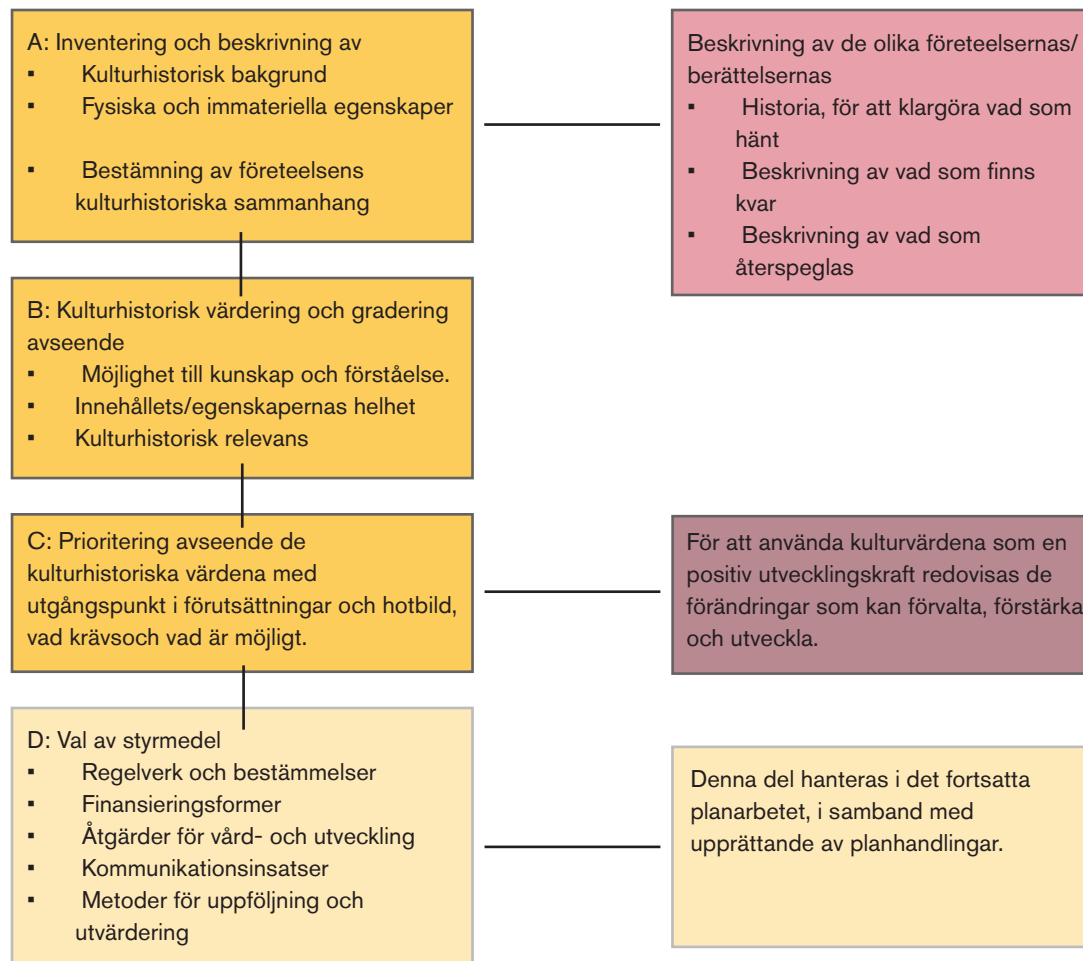 A: Inventering och beskrivning av
▪ Kulturhistorisk bakgrund
▪ Fysiska och immateriella egenskaper
▪ Bestämning av företeelsens
kulturhistoriska sammanhang
Beskrivning av de olika företeelsernas/
berättelsernas
▪ Historia, för att klargöra vad som
hänt
▪ Beskrivning av vad som finns
kvar
▪ Beskrivning av vad som
återspeglas
B: Kulturhistorisk värdering och gradering
avseende
▪ Möjlighet till kunskap och förståelse.
▪ Innehållets/egenskapernas helhet
▪ Kulturhistorisk relevans
C: Prioritering avseende de
kulturhistoriska värdena med
utgångspunkt i förutsättningar och hotbild,
vad krävsoch vad är möjligt.
För att använda kulturvärdena som en
positiv utvecklingskraft redovisas de
förändringar som kan förvalta, förstärka
och utveckla.
D: Val av styrmedel
▪ Regelverk och bestämmelser
▪ Finansieringsformer
▪ Åtgärder för vård- och utveckling
▪ Kommunikationsinsatser
▪ Metoder för uppföljning och
utvärdering
Denna del hanteras i det fortsatta
planarbetet, i samband med
upprättande av planhandlingar.